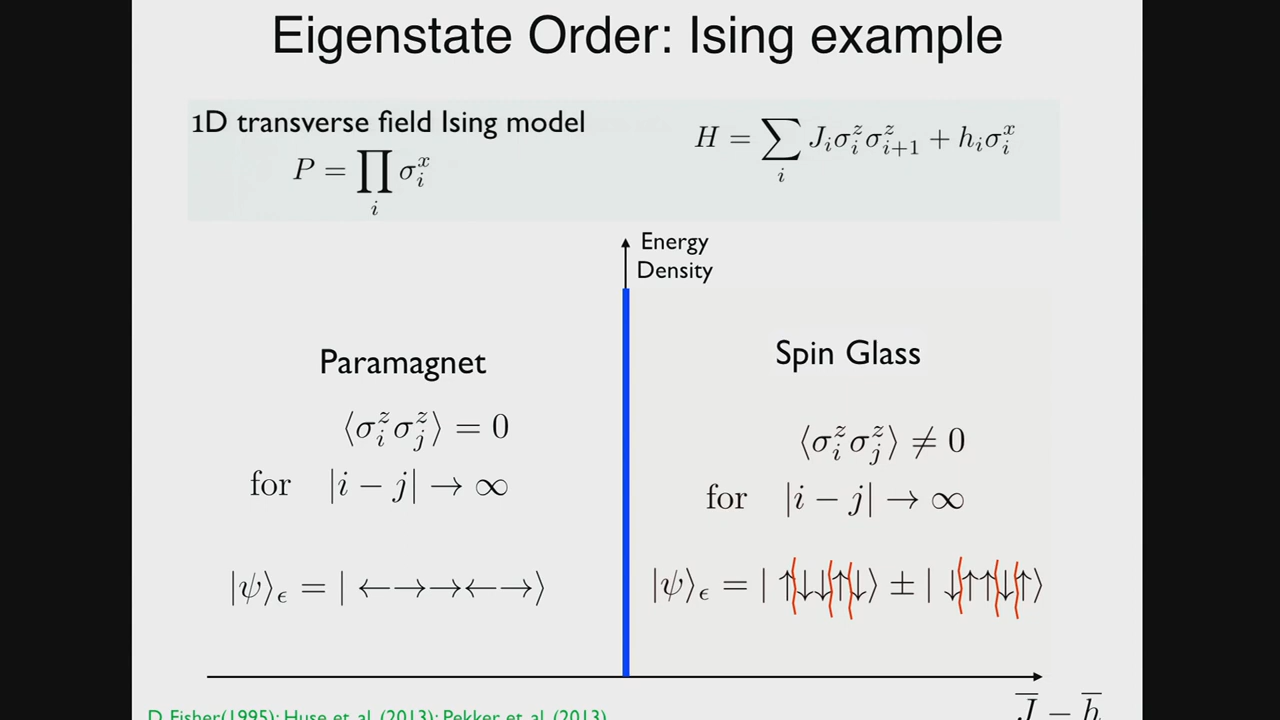 Eigenstate Order: Ising example
1D transverse field Ising model
P = ∏_i σ_i^x
H = ∑_i J_i σ_i^z σ_{i+1}^z + h_i σ_i^x
Energy
Density
Paramagnet
⟨σ_i^z σ_j^z⟩ = 0
for |i − j| → ∞
|ψ⟩_ϵ = | ←→→←→⟩
Spin Glass
⟨σ_i^z σ_j^z⟩ ≠ 0
for |i − j| → ∞
|ψ⟩_ϵ = | ↑↓↓↑↓⟩ ± | ↓↑↑↓↑⟩
J̅ − h̅
D. Fisher(1995); Huse et. al. (2013); Pekker et. al. (2013)